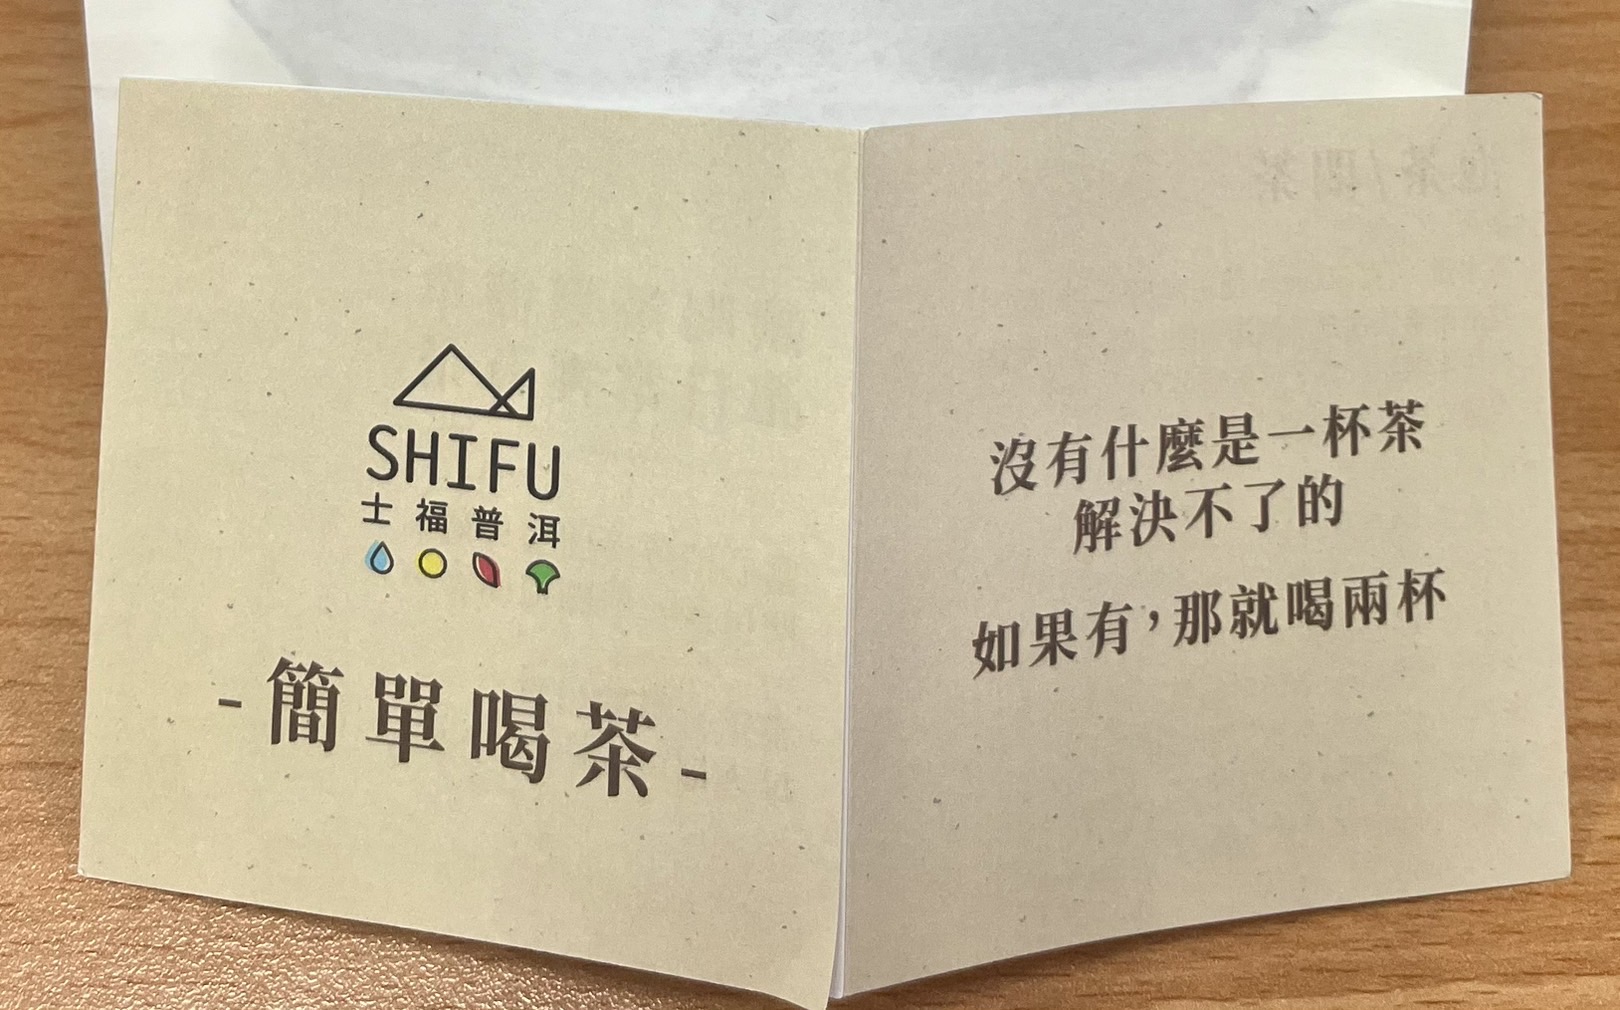 SHIFU
士福普洱
-簡單喝茶-
沒有什麼是一杯茶
解決不了的
如果有，那就喝兩杯